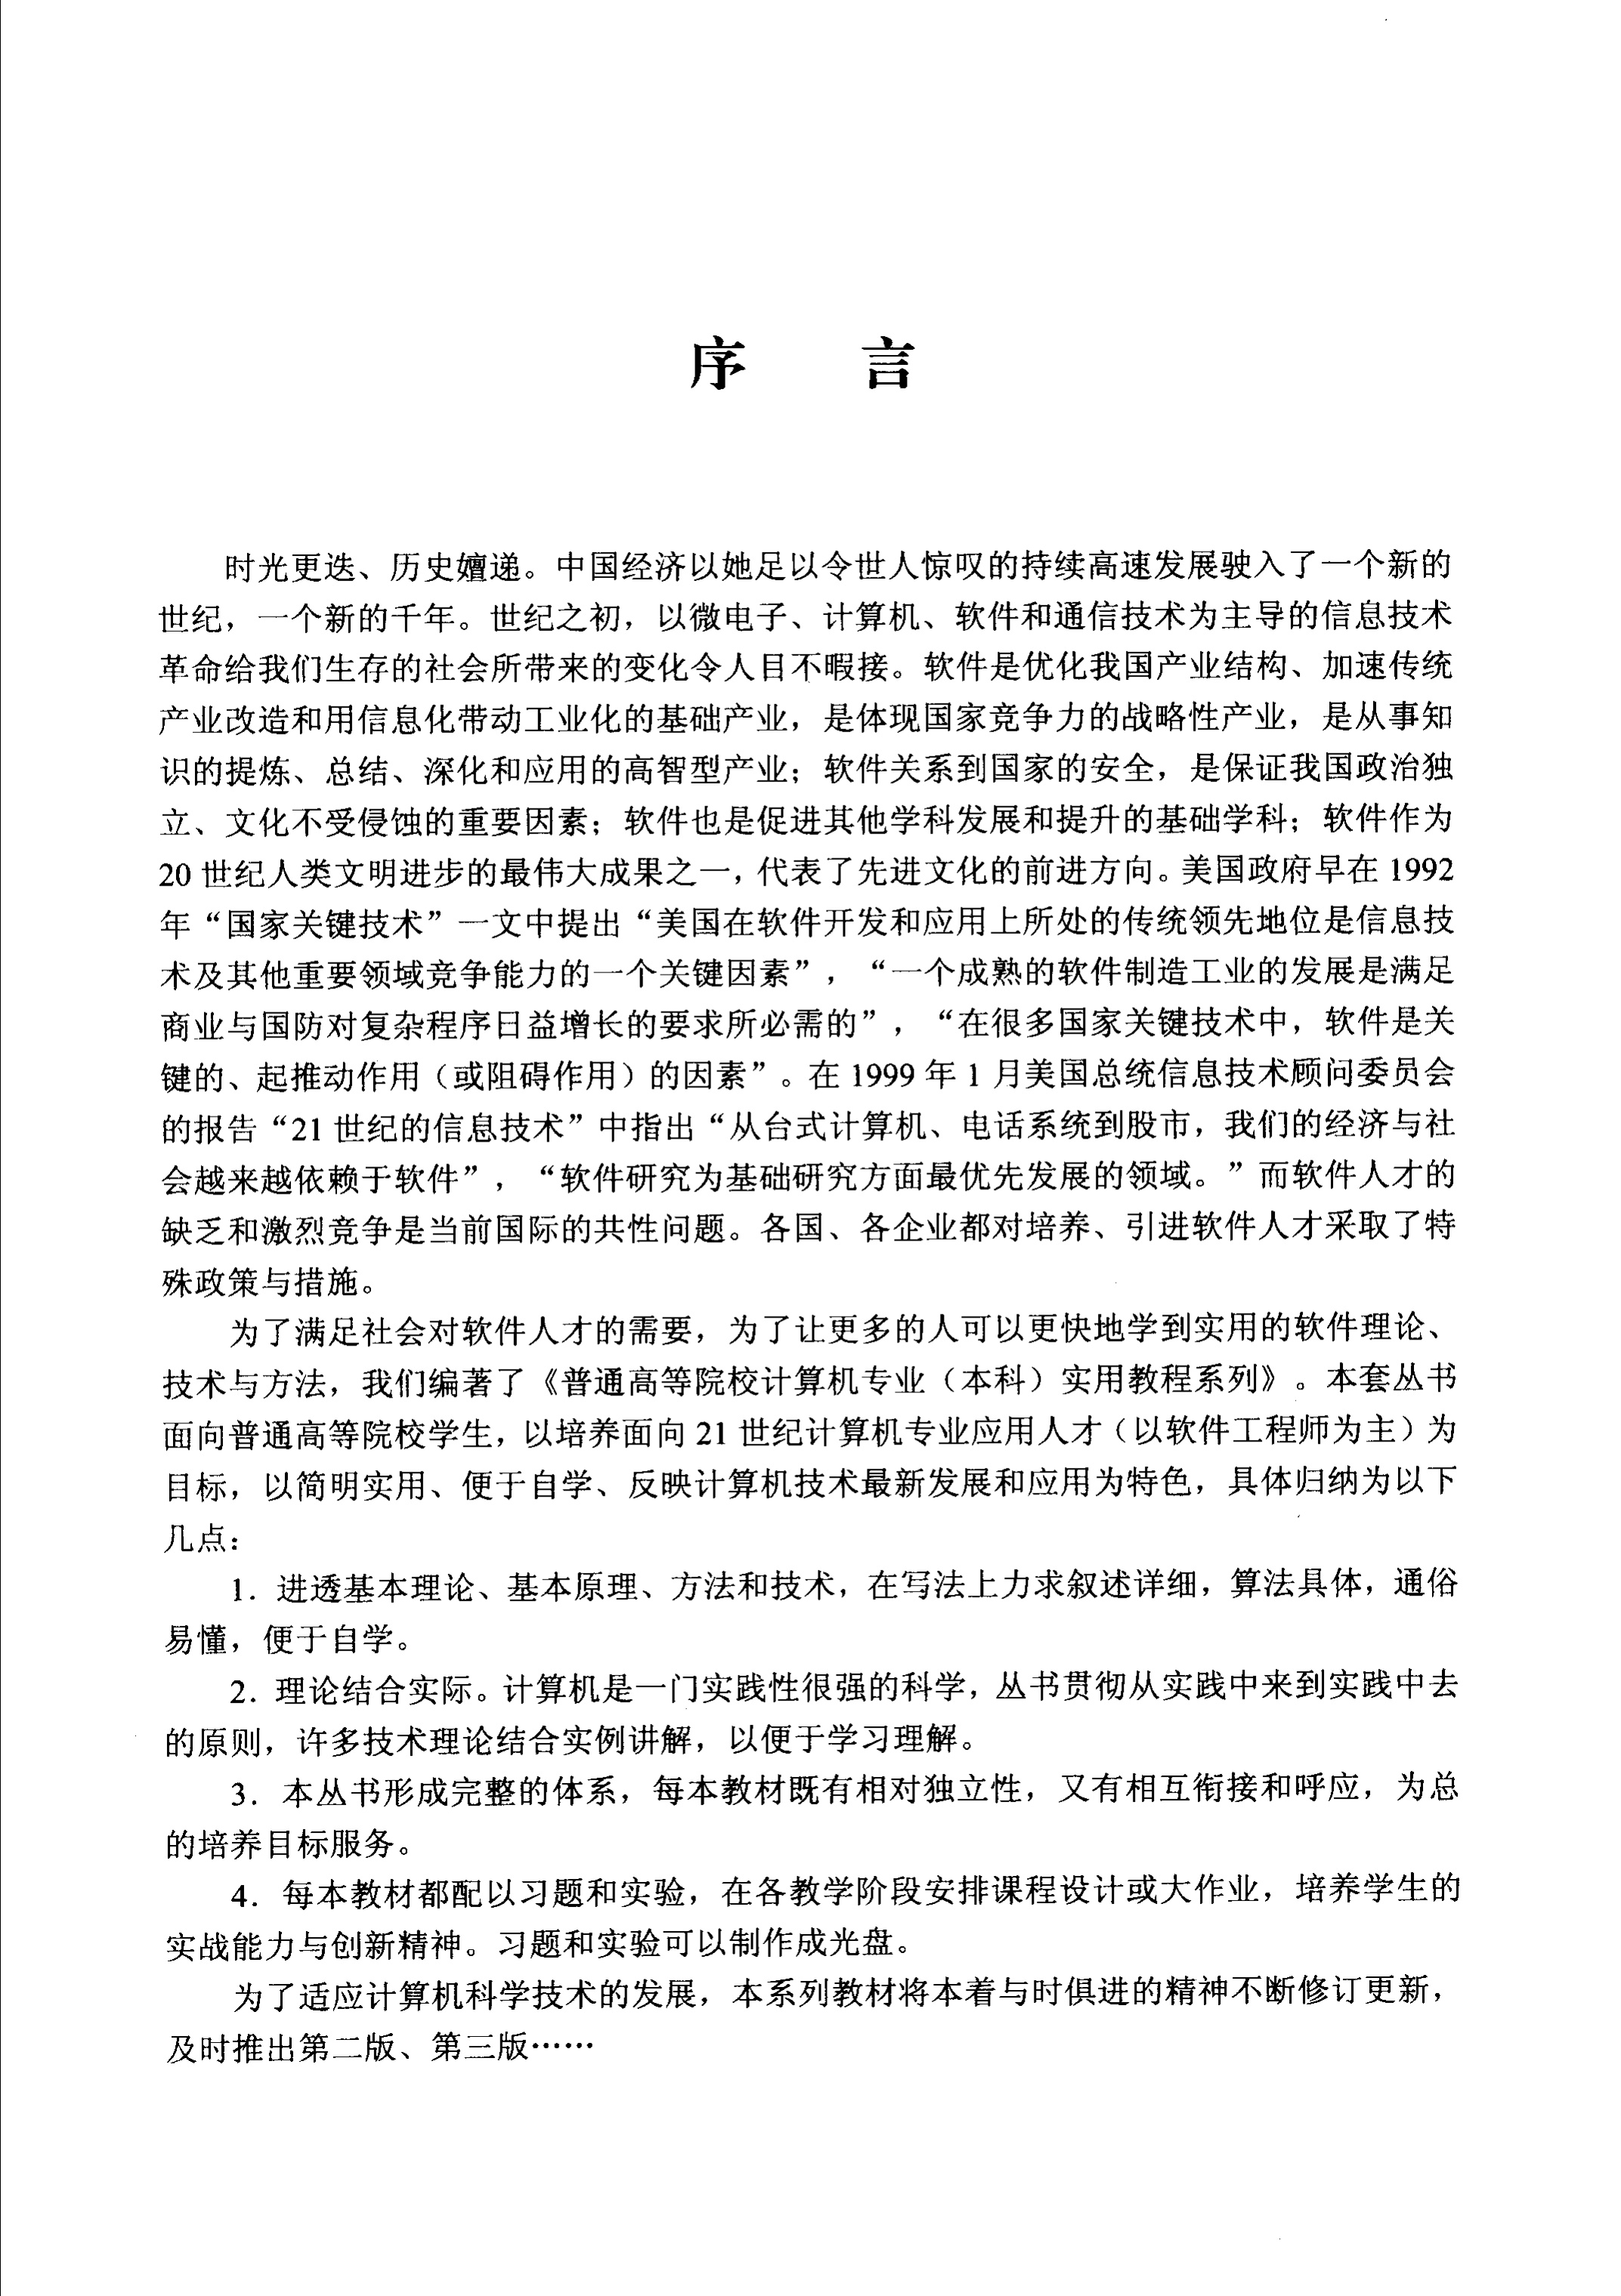 序 言
时光更迭、历史嬗递。中国经济以她足以令世人惊叹的持续高速发展驶入了一个新的
世纪，一个新的千年。世纪之初，以微电子、计算机、软件和通信技术为主导的信息技术
革命给我们生存的社会所带来的变化令人目不暇接。软件是优化我国产业结构、加速传统
产业改造和用信息化带动工业化的基础产业，是体现国家竞争力的战略性产业，是从事知
识的提炼、总结、深化和应用的高智型产业；软件关系到国家的安全，是保证我国政治独
立、文化不受侵蚀的重要因素；软件也是促进其他学科发展和提升的基础学科；软件作为
20 世纪人类文明进步的最伟大成果之一，代表了先进文化的前进方向。美国政府早在 1992
年“国家关键技术”一文中提出“美国在软件开发和应用上所处的传统领先地位是信息技
术及其他重要领域竞争能力的一个关键因素”，“一个成熟的软件制造工业的发展是满足
商业与国防对复杂程序日益增长的要求所必需的”，“在很多国家关键技术中，软件是关
键的、起推动作用（或阻碍作用）的因素”。在 1999 年 1 月美国总统信息技术顾问委员会
的报告“21 世纪的信息技术”中指出“从台式计算机、电话系统到股市，我们的经济与社
会越来越依赖于软件”，“软件研究为基础研究方面最优先发展的领域。”而软件人才的
缺乏和激烈竞争是当前国际的共性问题。各国、各企业都对培养、引进软件人才采取了特
殊政策与措施。
为了满足社会对软件人才的需要，为了让更多的人可以更快地学到实用的软件理论、
技术与方法，我们编著了《普通高等院校计算机专业（本科）实用教程系列》。本套丛书
面向普通高等院校学生，以培养面向 21 世纪计算机专业应用人才（以软件工程师为主）为
目标，以简明实用、便于自学、反映计算机技术最新发展和应用为特色，具体归纳为以下
几点：
1．进透基本理论、基本原理、方法和技术，在写法上力求叙述详细，算法具体，通俗
易懂，便于自学。
2．理论结合实际。计算机是一门实践性很强的科学，丛书贯彻从实践中来到实践中去
的原则，许多技术理论结合实例讲解，以便于学习理解。
3．本丛书形成完整的体系，每本教材既有相对独立性，又有相互衔接和呼应，为总
的培养目标服务。
4．每本教材都配以习题和实验，在各教学阶段安排课程设计或大作业，培养学生的
实战能力与创新精神。习题和实验可以制作成光盘。
为了适应计算机科学技术的发展，本系列教材将本着与时俱进的精神不断修订更新，
及时推出第二版、第三版……